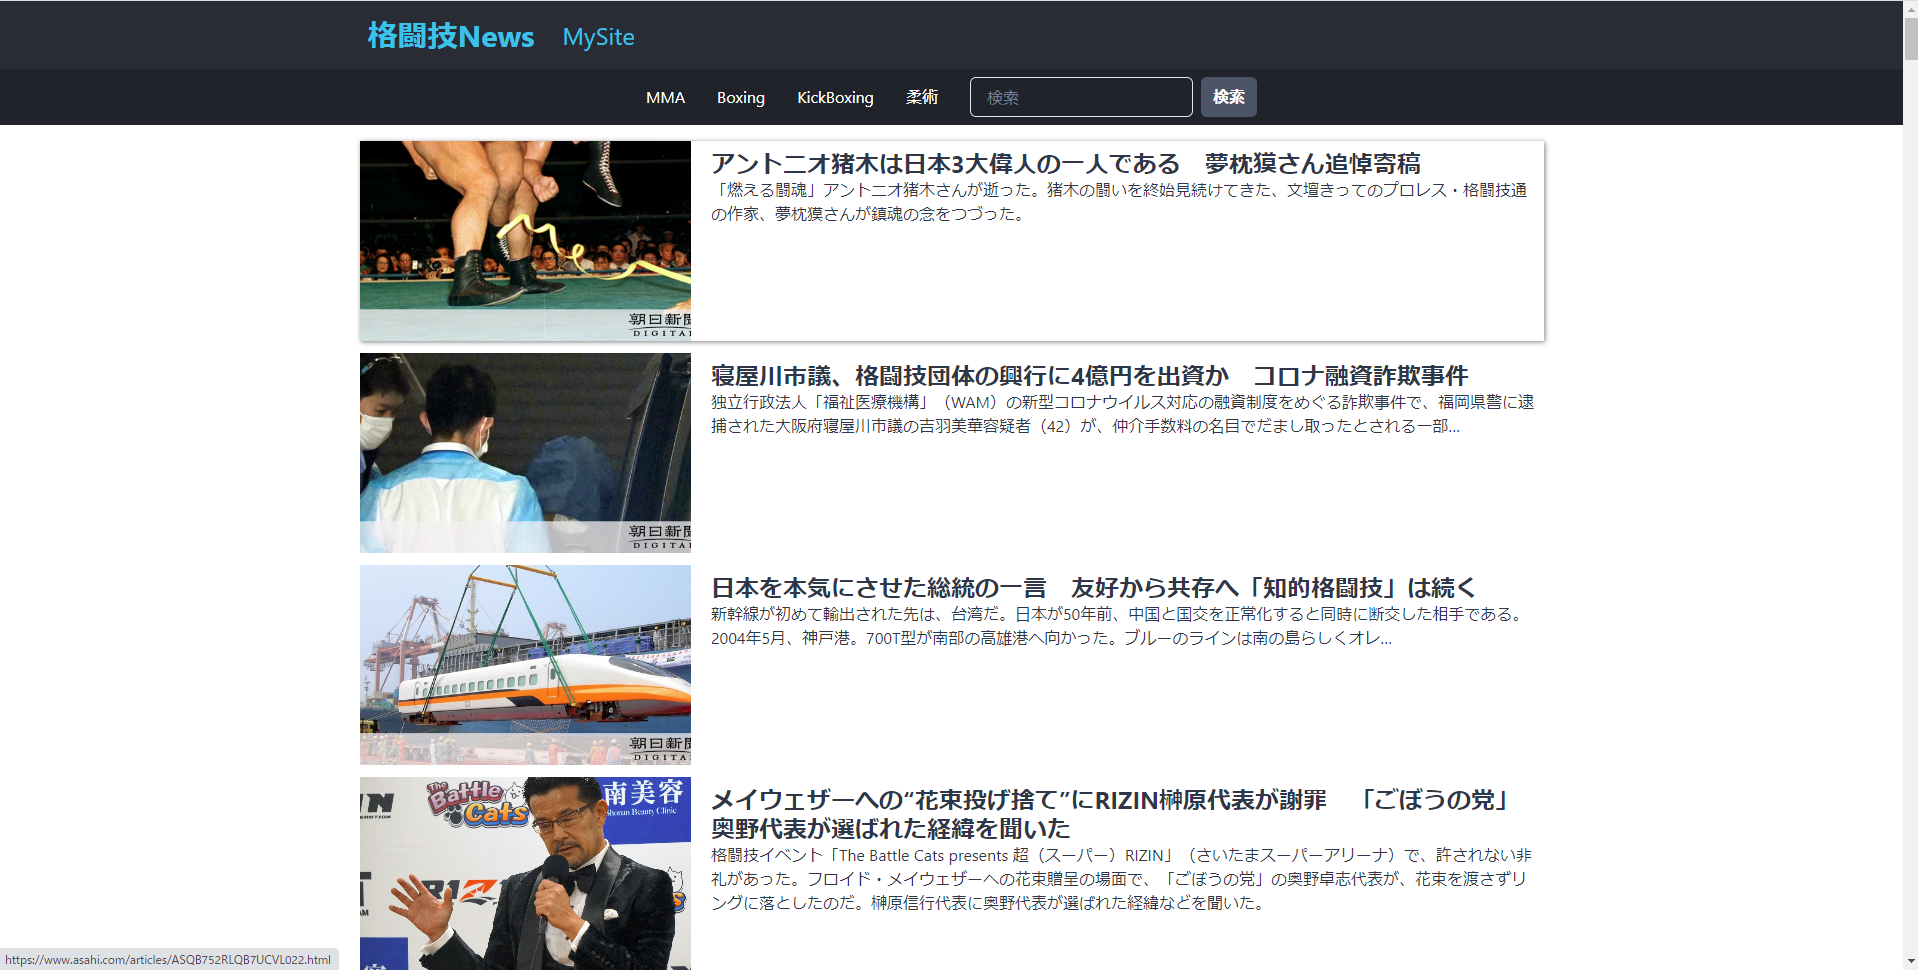 格闘技News MySite
MMA Boxing KickBoxing 柔術 検索 検索
アントニオ猪木は日本3大偉人の一人である　夢枕獏さん追悼寄稿
「燃える闘魂」アントニオ猪木さんが逝った。猪木の闘いを終始見続けてきた、文壇きってのプロレス・格闘技通
の作家、夢枕獏さんが鎮魂の念をつづった。
朝日新聞
DIGITAL
寝屋川市議、格闘技団体の興行に4億円を出資か　コロナ融資詐欺事件
独立行政法人「福祉医療機構」（WAM）の新型コロナウイルス対応の融資制度をめぐる詐欺事件で、福岡県警に逮
捕された大阪府寝屋川市議の吉羽美華容疑者（42）が、仲介手数料の名目でだまし取ったとされる一部...
朝日新聞
DIGITAL
日本を本気にさせた総統の一言　友好から共存へ「知的格闘技」は続く
新幹線が初めて輸出された先は、台湾だ。日本が50年前、中国と国交を正常化すると同時に断交した相手である。
2004年5月、神戸港。700T型が南部の高雄港へ向かった。ブルーのラインは南の島らしくオレ...
朝日新聞
DIGITAL
メイウェザーへの“花束投げ捨て”にRIZIN榊原代表が謝罪　「ごぼうの党」
奥野代表が選ばれた経緯を聞いた
格闘技イベント「The Battle Cats presents 超（スーパー）RIZIN」（さいたまスーパーアリーナ）で、許されない非
礼があった。フロイド・メイウェザーへの花束贈呈の場面で、「ごぼうの党」の奥野卓志代表が、花束を渡さずリ
ングに落としたのだ。榊原信行代表に奥野代表が選ばれた経緯などを聞いた。
The Battle Cats
南美容
Shonan Beauty Clinic
https://www.asahi.com/articles/ASQB752RLQB7UCVL022.html